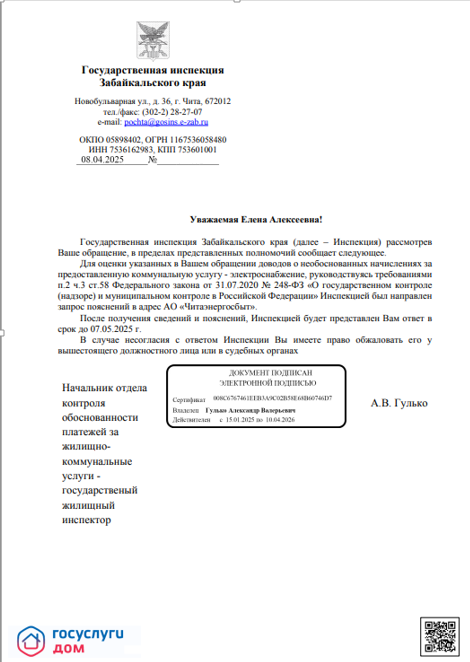 Государственная инспекция
Забайкальского края
Новобульварная ул., д. 36, г. Чита, 672012
тел./факс: (302-2) 28-27-07
e-mail: pochta@gosins.e-zab.ru
ОКПО 05898402, ОГРН 1167536058480
ИНН 7536162983, КПП 753601001
08.04.2025 №
Уважаемая Елена Алексеевна!
Государственная инспекция Забайкальского края (далее – Инспекция) рассмотрев
Ваше обращение, в пределах представленных полномочий сообщает следующее.
Для оценки указанных в Вашем обращении доводов о необоснованных начислениях за
предоставленную коммунальную услугу - электроснабжение, руководствуясь требованиями
п.2 ч.3 ст.58 Федерального закона от 31.07.2020 № 248-ФЗ «О государственном контроле
(надзоре) и муниципальном контроле в Российской Федерации» Инспекцией был направлен
запрос пояснений в адрес АО «Читаэнергосбыт».
После получения сведений и пояснений, Инспекцией будет представлен Вам ответ в
срок до 07.05.2025 г.
В случае несогласия с ответом Инспекции Вы имеете право обжаловать его у
вышестоящего должностного лица или в судебных органах
Начальник отдела
контроля
обоснованности
платежей за
жилищно-
коммунальные
услуги -
государственый
жилищный
инспектор
ДОКУМЕНТ ПОДПИСАН
ЭЛЕКТРОННОЙ ПОДПИСЬЮ
Сертификат 008C6767461EEB3A9C02B58E68B60746D7
Владелец Гулько Александр Валерьевич
Действителен с 15.01.2025 по 10.04.2026
А.В. Гулько
госуслуги
дом